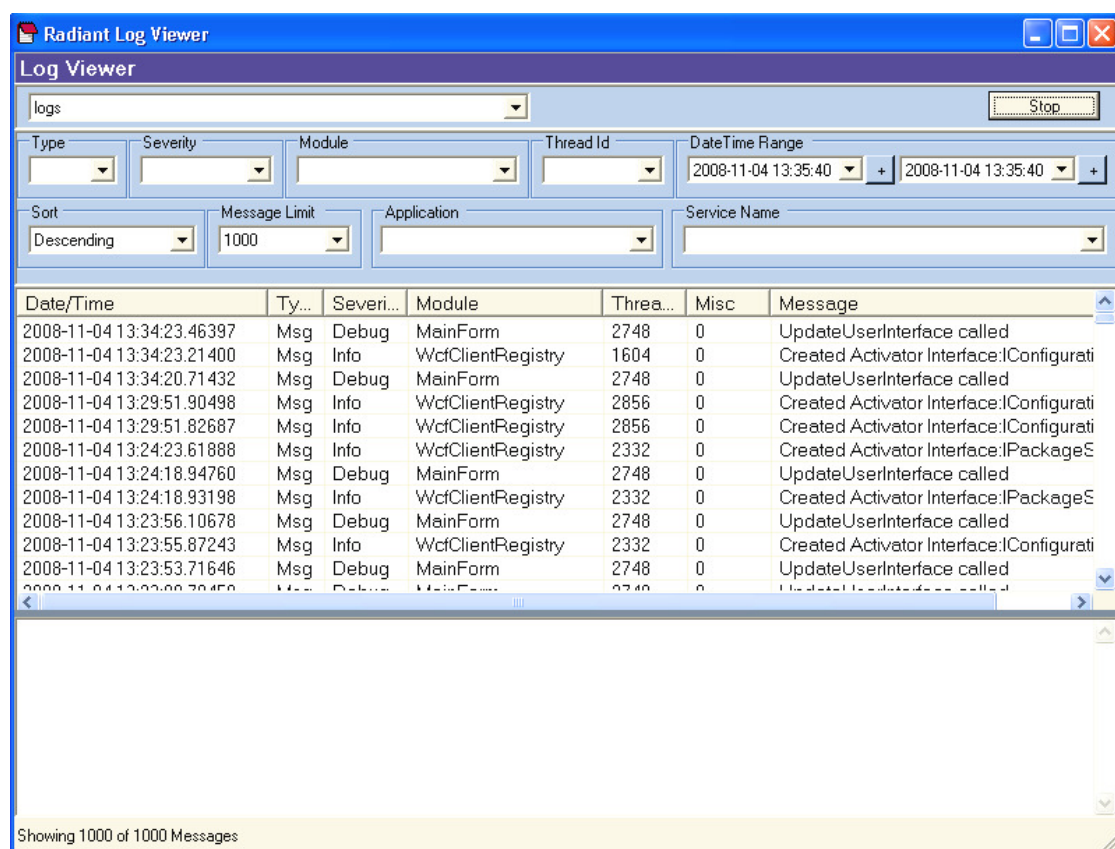 Radiant Log Viewer
Log Viewer
logs Stop
Type Severity Module Thread Id DateTime Range
2008-11-04 13:35:40 + 2008-11-04 13:35:40 +
Sort Message Limit Application Service Name
Descending 1000
Date/Time Ty... Severi... Module Threa... Misc Message
2008-11-04 13:34:23.46397 Msg Debug MainForm 2748 0 UpdateUserInterface called
2008-11-04 13:34:23.21400 Msg Info WcfClientRegistry 1604 0 Created Activator Interface:IConfigurati
2008-11-04 13:34:20.71432 Msg Debug MainForm 2748 0 UpdateUserInterface called
2008-11-04 13:29:51.90498 Msg Info WcfClientRegistry 2856 0 Created Activator Interface:IConfigurati
2008-11-04 13:29:51.82687 Msg Info WcfClientRegistry 2856 0 Created Activator Interface:IConfigurati
2008-11-04 13:24:23.61888 Msg Info WcfClientRegistry 2332 0 Created Activator Interface:IPackageS
2008-11-04 13:24:18.94760 Msg Debug MainForm 2748 0 UpdateUserInterface called
2008-11-04 13:24:18.93198 Msg Info WcfClientRegistry 2332 0 Created Activator Interface:IPackageS
2008-11-04 13:23:56.10678 Msg Debug MainForm 2748 0 UpdateUserInterface called
2008-11-04 13:23:55.87243 Msg Info WcfClientRegistry 2332 0 Created Activator Interface:IConfigurati
2008-11-04 13:23:53.71646 Msg Debug MainForm 2748 0 UpdateUserInterface called
Showing 1000 of 1000 Messages